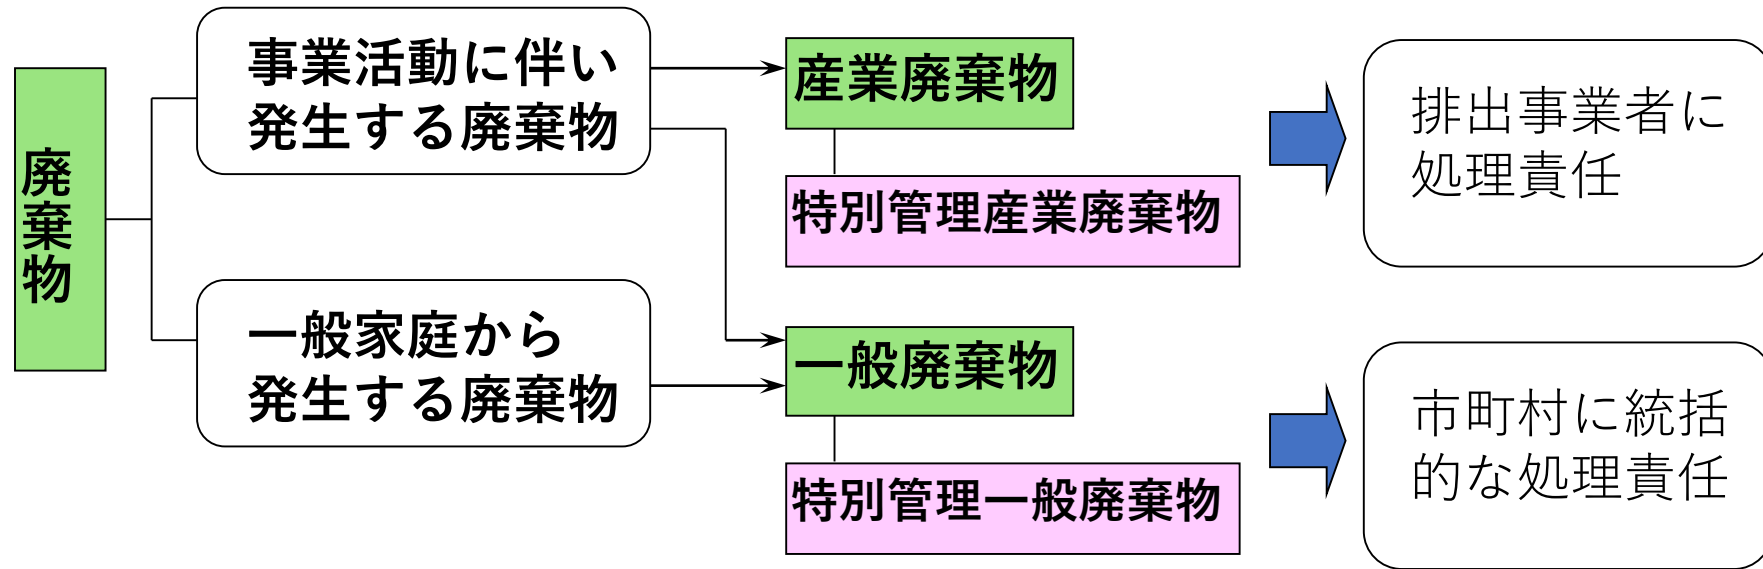 廃棄物
事業活動に伴い
発生する廃棄物
一般家庭から
発生する廃棄物
産業廃棄物
特別管理産業廃棄物
一般廃棄物
特別管理一般廃棄物
排出事業者に
処理責任
市町村に統括
的な処理責任